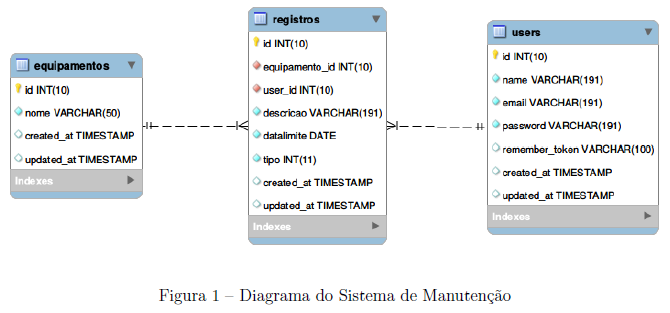 equipamentos
id INT(10)
nome VARCHAR(50)
created_at TIMESTAMP
updated_at TIMESTAMP
Indexes
registros
id INT(10)
equipamento_id INT(10)
user_id INT(10)
descricao VARCHAR(191)
datalimite DATE
tipo INT(11)
created_at TIMESTAMP
updated_at TIMESTAMP
Indexes
users
id INT(10)
name VARCHAR(191)
email VARCHAR(191)
password VARCHAR(191)
remember_token VARCHAR(100)
created_at TIMESTAMP
updated_at TIMESTAMP
Indexes
Figura 1 – Diagrama do Sistema de Manutenção